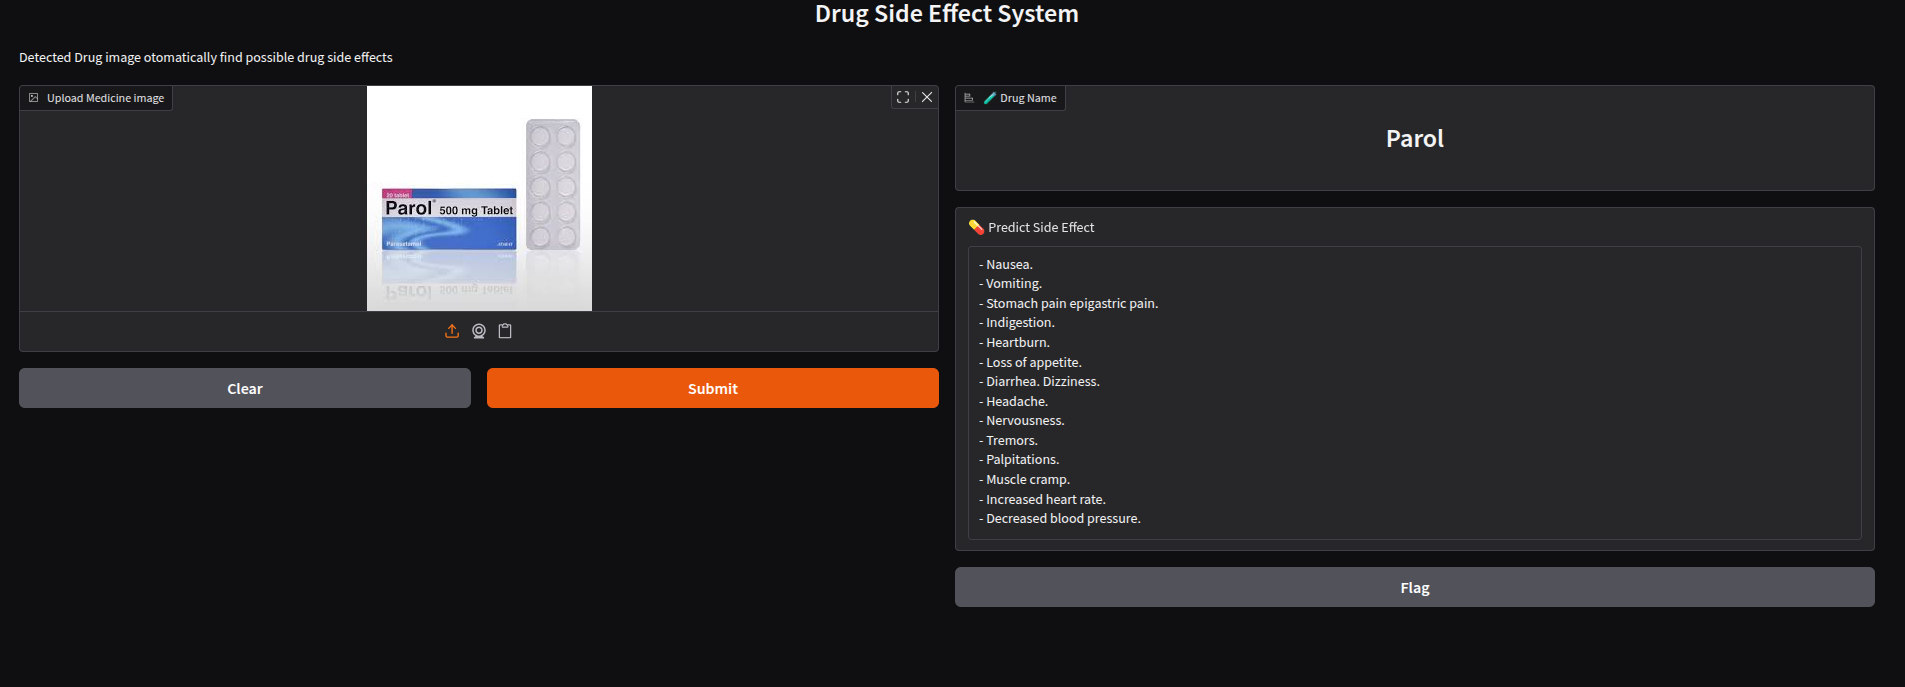 Drug Side Effect System
Detected Drug image otomatically find possible drug side effects
Upload Medicine image
20 tablet
Parol® 500 mg Tablet
Parasetamol
Clear
Submit
Drug Name
Parol
Predict Side Effect
- Nausea.
- Vomiting.
- Stomach pain epigastric pain.
- Indigestion.
- Heartburn.
- Loss of appetite.
- Diarrhea. Dizziness.
- Headache.
- Nervousness.
- Tremors.
- Palpitations.
- Muscle cramp.
- Increased heart rate.
- Decreased blood pressure.
Flag